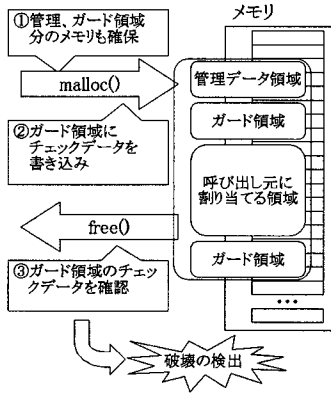 メモリ
①管理、ガード領域
分のメモリも確保
malloc()
②ガード領域に
チェックデータを
書き込み
管理データ領域
ガード領域
呼び出し元に
割り当てる領域
ガード領域
free()
③ガード領域のチェッ
クデータを確認
•••
破壊の検出